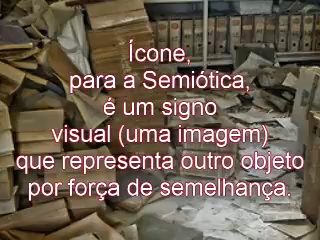 Ícone,
para a Semiótica,
é um signo
visual (uma imagem)
que representa outro objeto
por força de semelhança.